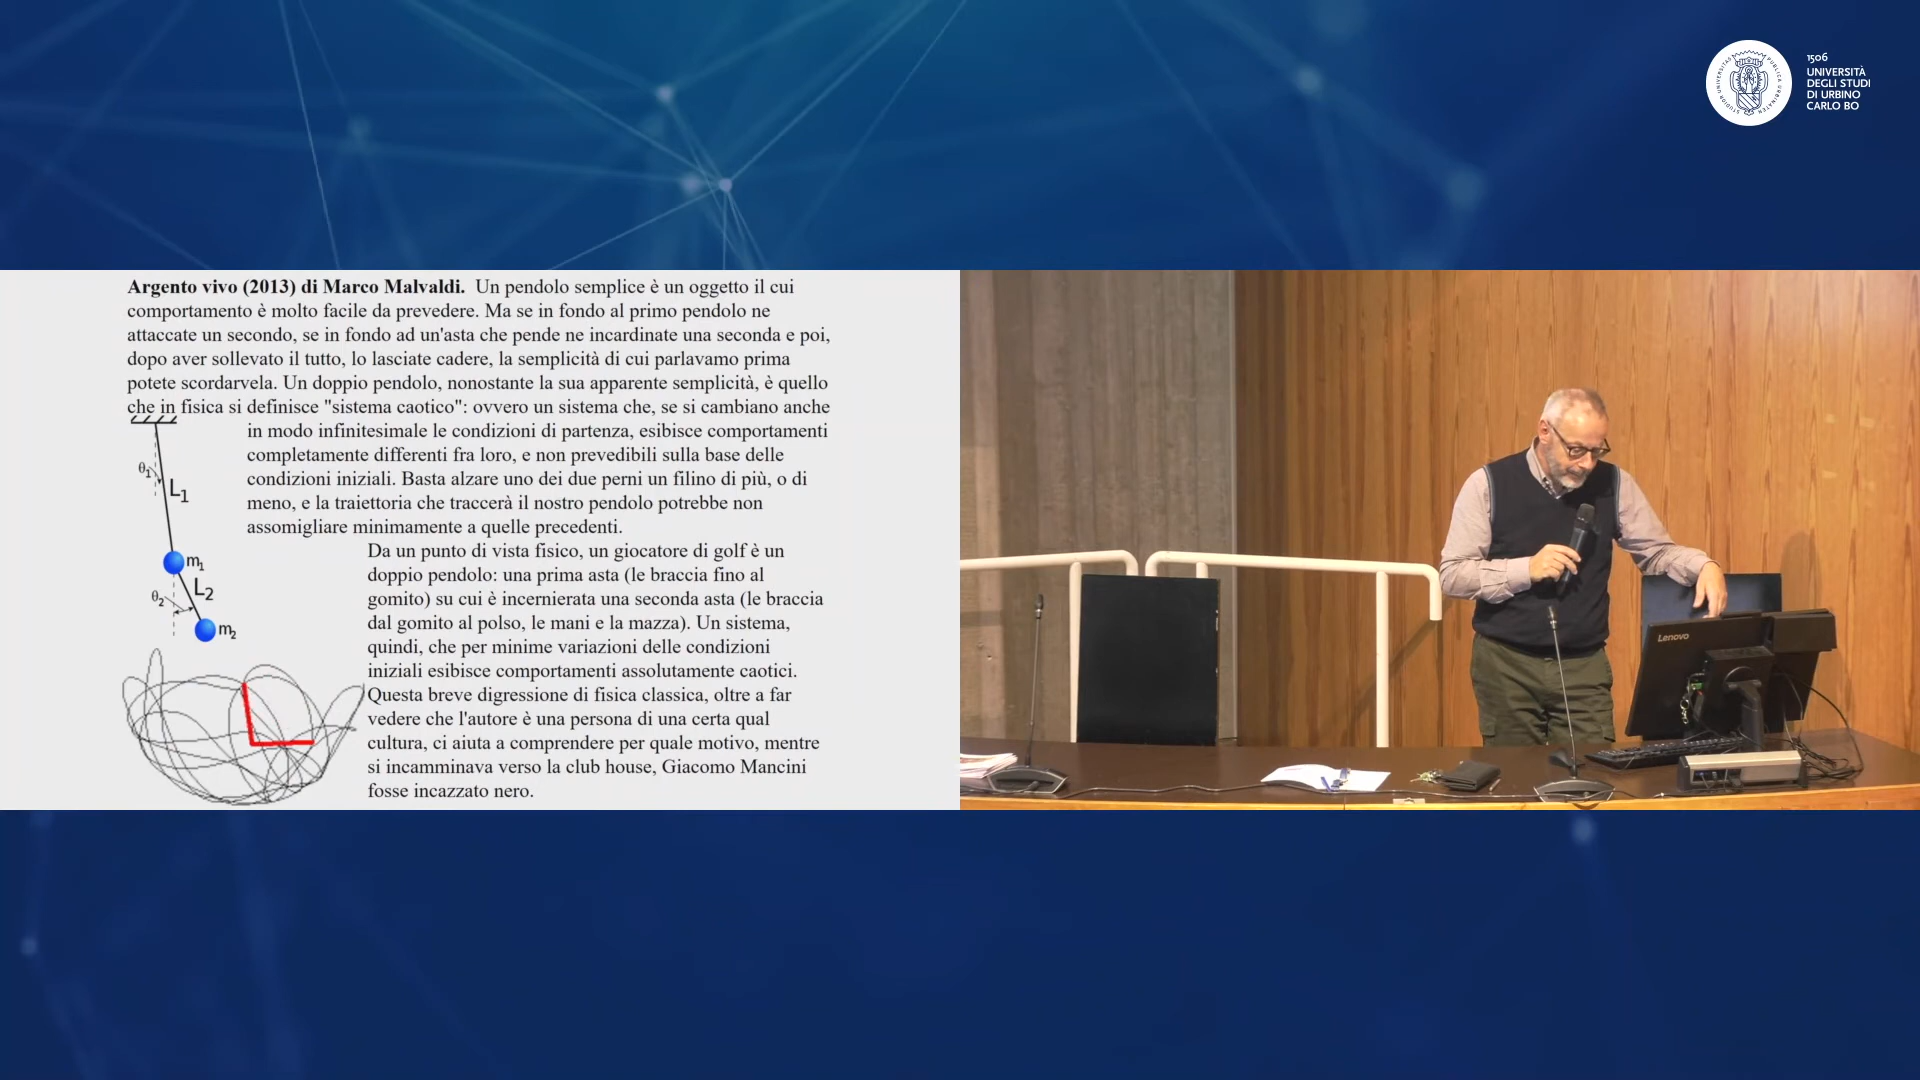 1506
UNIVERSITÀ
DEGLI STUDI
DI URBINO
CARLO BO
Argento vivo (2013) di Marco Malvaldi. Un pendolo semplice è un oggetto il cui
comportamento è molto facile da prevedere. Ma se in fondo al primo pendolo ne
attaccate un secondo, se in fondo ad un'asta che pende ne incardinate una seconda e poi,
dopo aver sollevato il tutto, lo lasciate cadere, la semplicità di cui parlavamo prima
potete scordarvela. Un doppio pendolo, nonostante la sua apparente semplicità, è quello
che in fisica si definisce "sistema caotico": ovvero un sistema che, se si cambiano anche
in modo infinitesimale le condizioni di partenza, esibisce comportamenti
completamente differenti fra loro, e non prevedibili sulla base delle
condizioni iniziali. Basta alzare uno dei due perni un filino di più, o di
meno, e la traiettoria che traccerà il nostro pendolo potrebbe non
assomigliare minimamente a quelle precedenti.
Da un punto di vista fisico, un giocatore di golf è un
doppio pendolo: una prima asta (le braccia fino al
gomito) su cui è incernierata una seconda asta (le braccia
dal gomito al polso, le mani e la mazza). Un sistema,
quindi, che per minime variazioni delle condizioni
iniziali esibisce comportamenti assolutamente caotici.
Questa breve digressione di fisica classica, oltre a far
vedere che l'autore è una persona di una certa qual
cultura, ci aiuta a comprendere per quale motivo, mentre
si incamminava verso la club house, Giacomo Mancini
fosse incazzato nero.
θ1
L1
m1
θ2
L2
m2
Lenovo